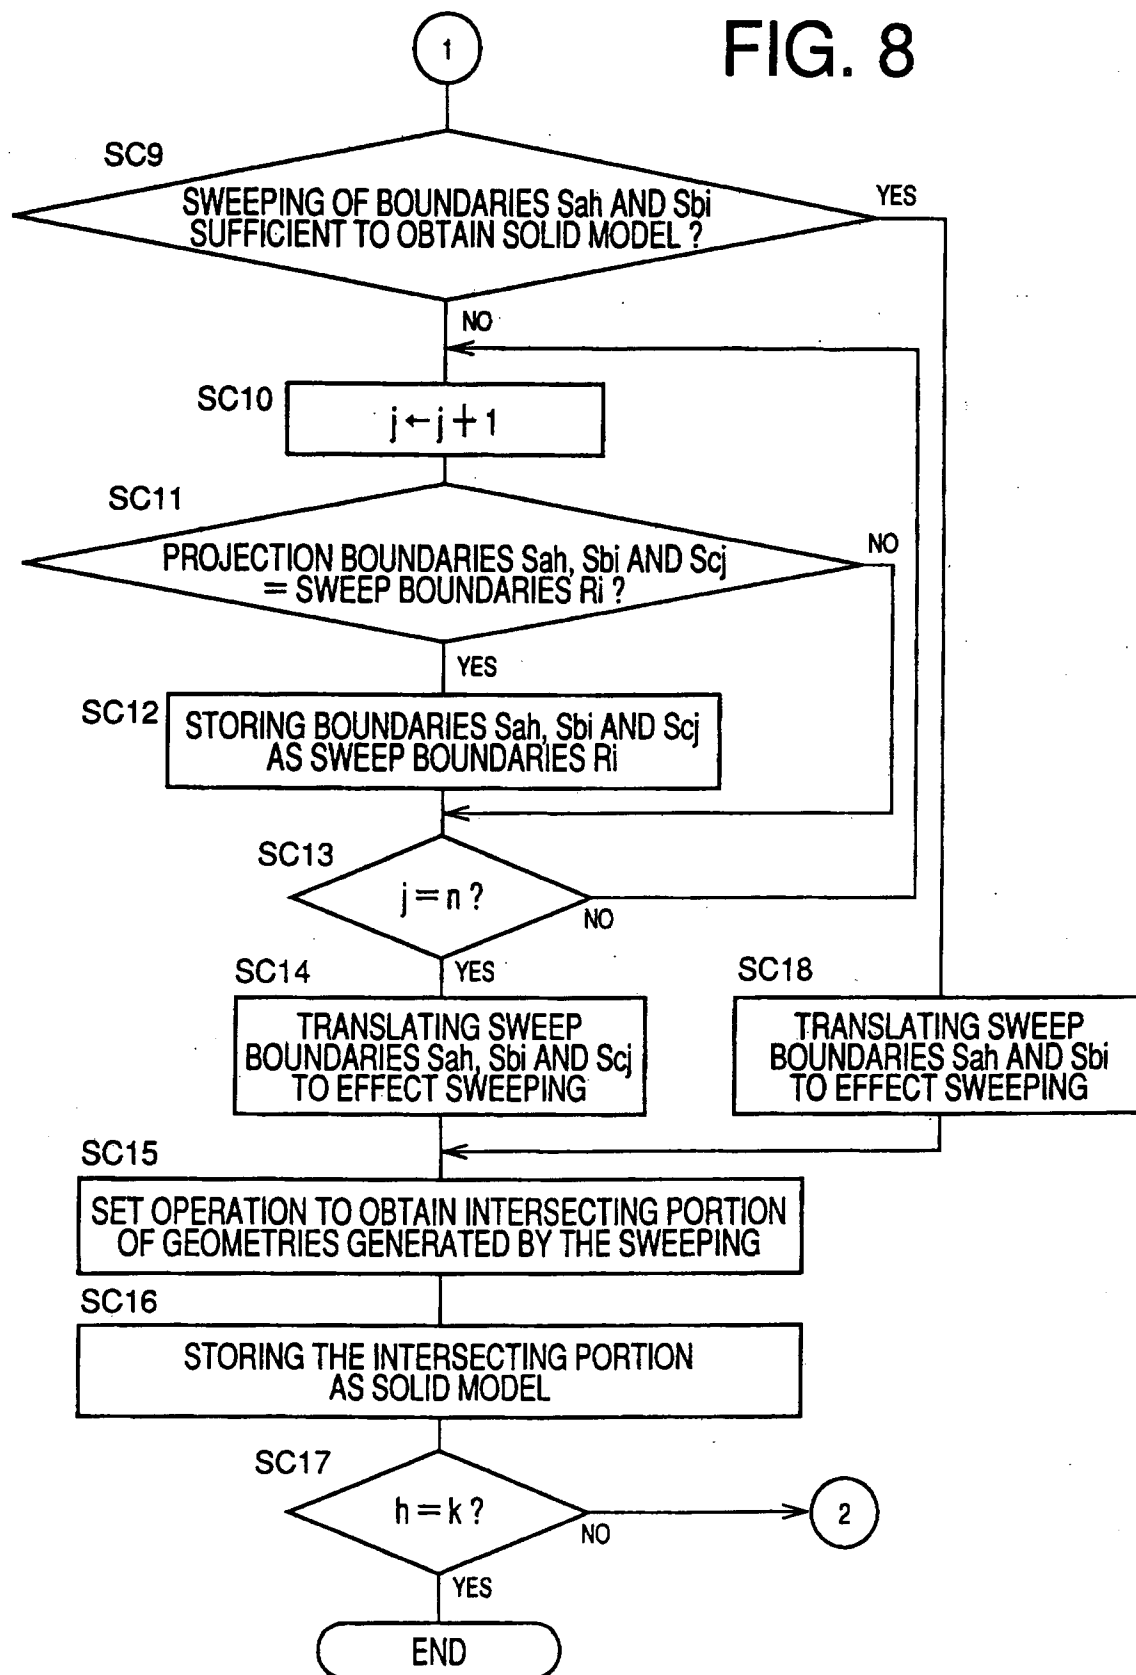 1
FIG. 8
SC9
SWEEPING OF BOUNDARIES Sah AND Sbi
SUFFICIENT TO OBTAIN SOLID MODEL ?
YES
NO
SC10
j ← j + 1
SC11
PROJECTION BOUNDARIES Sah, Sbi AND Scj
= SWEEP BOUNDARIES Ri ?
NO
YES
SC12
STORING BOUNDARIES Sah, Sbi AND Scj
AS SWEEP BOUNDARIES Ri
SC13
j = n ?
NO
YES
SC14
TRANSLATING SWEEP
BOUNDARIES Sah, Sbi AND Scj
TO EFFECT SWEEPING
SC18
TRANSLATING SWEEP
BOUNDARIES Sah AND Sbi
TO EFFECT SWEEPING
SC15
SET OPERATION TO OBTAIN INTERSECTING PORTION
OF GEOMETRIES GENERATED BY THE SWEEPING
SC16
STORING THE INTERSECTING PORTION
AS SOLID MODEL
SC17
h = k ?
NO
2
YES
END